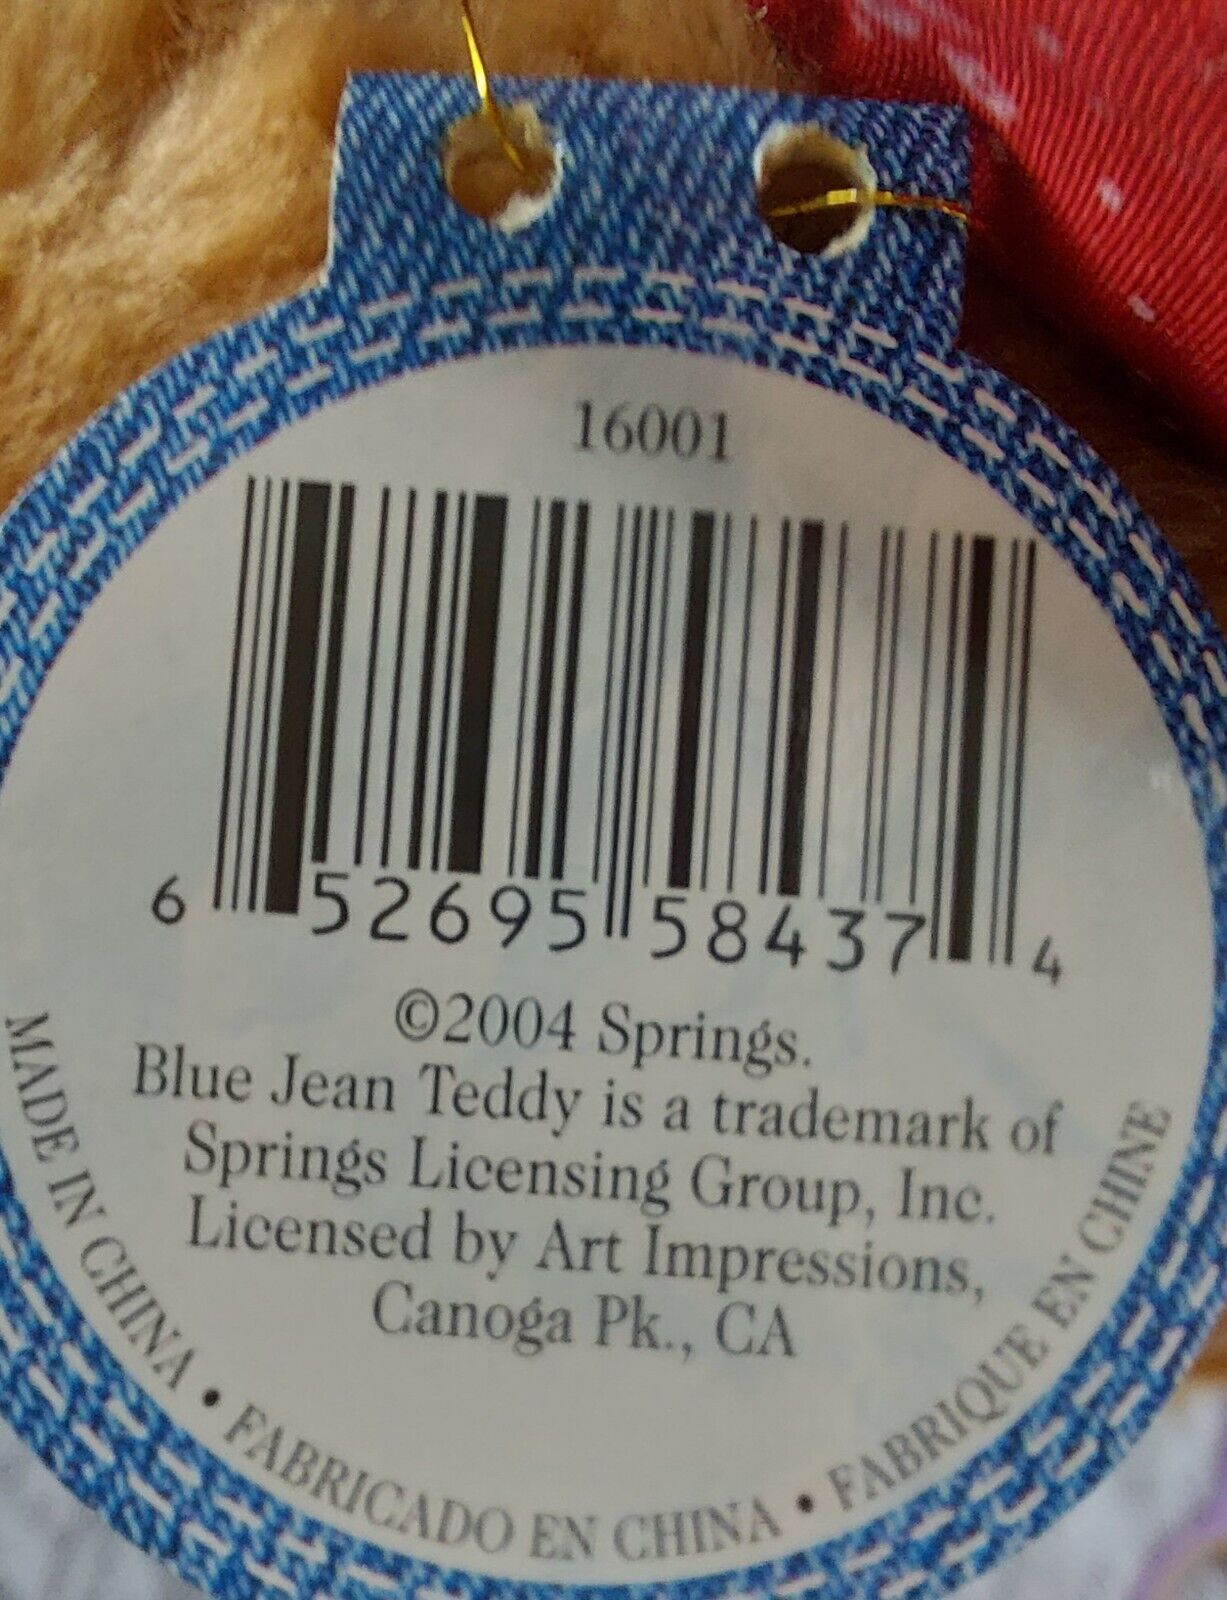 16001
6 52695 58437 4
©2004 Springs.
Blue Jean Teddy is a trademark of
Springs Licensing Group, Inc.
Licensed by Art Impressions,
Canoga Pk., CA
MADE IN CHINA • FABRICADO EN CHINA • FABRIQUE EN CHINE